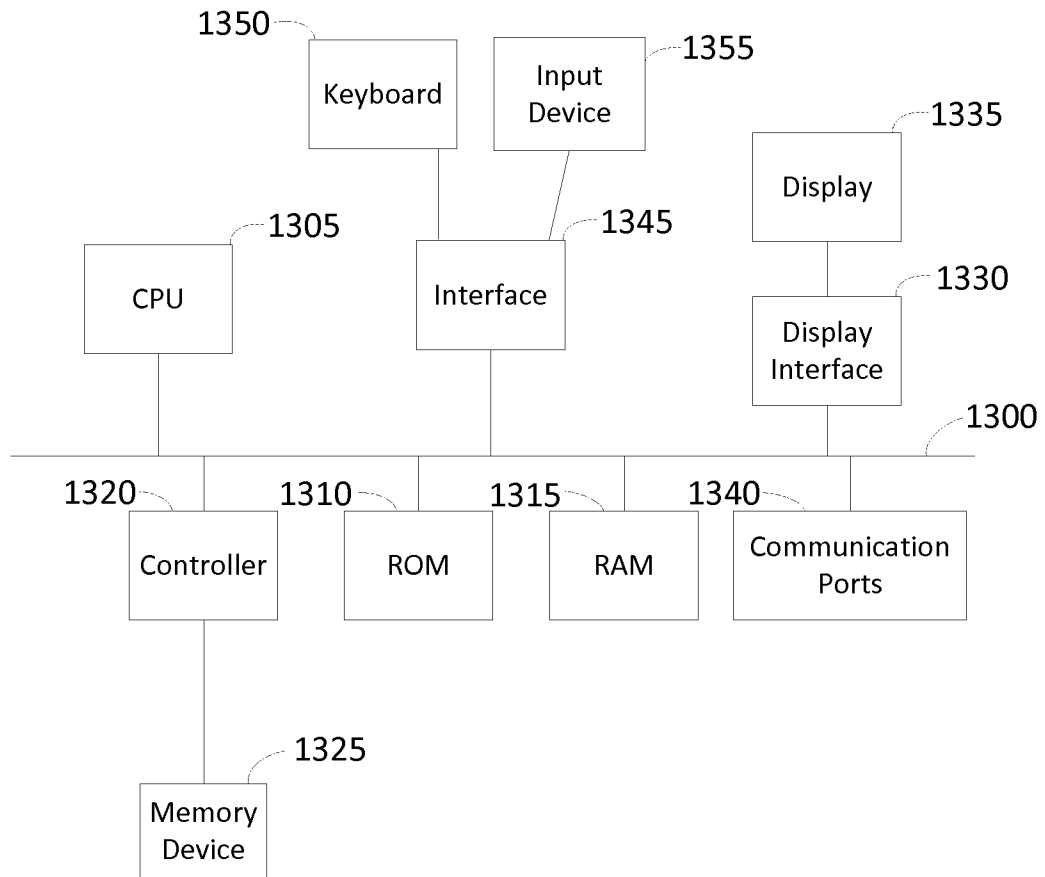 1350
Keyboard
Input
Device
1355
1335
Display
1305
CPU
1345
Interface
1330
Display
Interface
1300
1320
Controller
1310
ROM
1315
RAM
1340
Communication
Ports
1325
Memory
Device